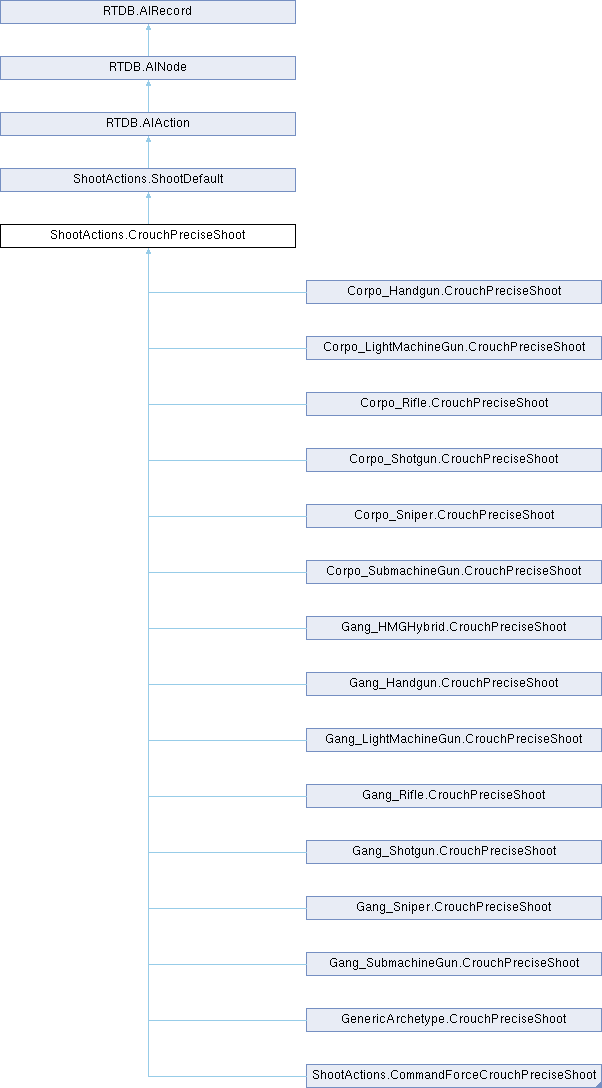 RTDB.AIRecord
RTDB.AINode
RTDB.AIAction
ShootActions.ShootDefault
ShootActions.CrouchPreciseShoot
Corpo_Handgun.CrouchPreciseShoot
Corpo_LightMachineGun.CrouchPreciseShoot
Corpo_Rifle.CrouchPreciseShoot
Corpo_Shotgun.CrouchPreciseShoot
Corpo_Sniper.CrouchPreciseShoot
Corpo_SubmachineGun.CrouchPreciseShoot
Gang_HMGHybrid.CrouchPreciseShoot
Gang_Handgun.CrouchPreciseShoot
Gang_LightMachineGun.CrouchPreciseShoot
Gang_Rifle.CrouchPreciseShoot
Gang_Shotgun.CrouchPreciseShoot
Gang_Sniper.CrouchPreciseShoot
Gang_SubmachineGun.CrouchPreciseShoot
GenericArchetype.CrouchPreciseShoot
ShootActions.CommandForceCrouchPreciseShoot